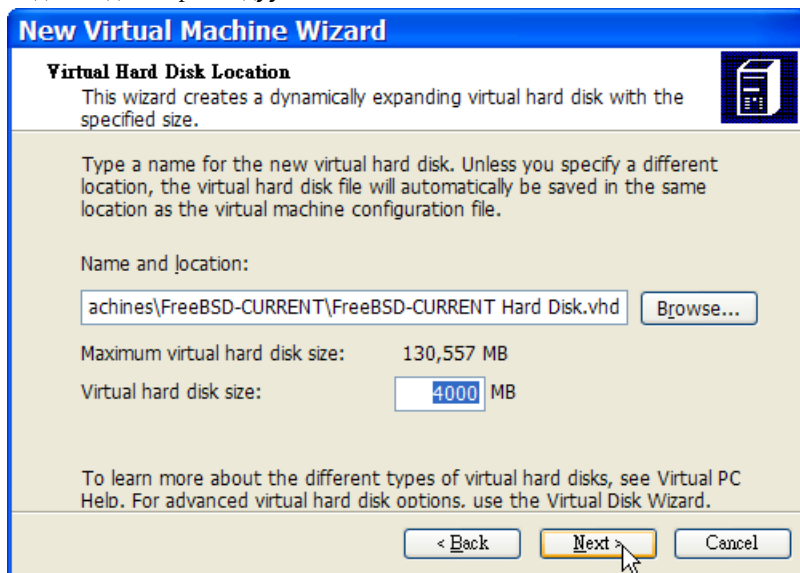 New Virtual Machine Wizard
Virtual Hard Disk Location
This wizard creates a dynamically expanding virtual hard disk with the
specified size.
Type a name for the new virtual hard disk. Unless you specify a different
location, the virtual hard disk file will automatically be saved in the same
location as the virtual machine configuration file.
Name and location:
achines\FreeBSD-CURRENT\FreeBSD-CURRENT Hard Disk.vhd Browse...
Maximum virtual hard disk size: 130,557 MB
Virtual hard disk size: 4000 MB
To learn more about the different types of virtual hard disks, see Virtual PC
Help. For advanced virtual hard disk options, use the Virtual Disk Wizard.
< Back Next > Cancel